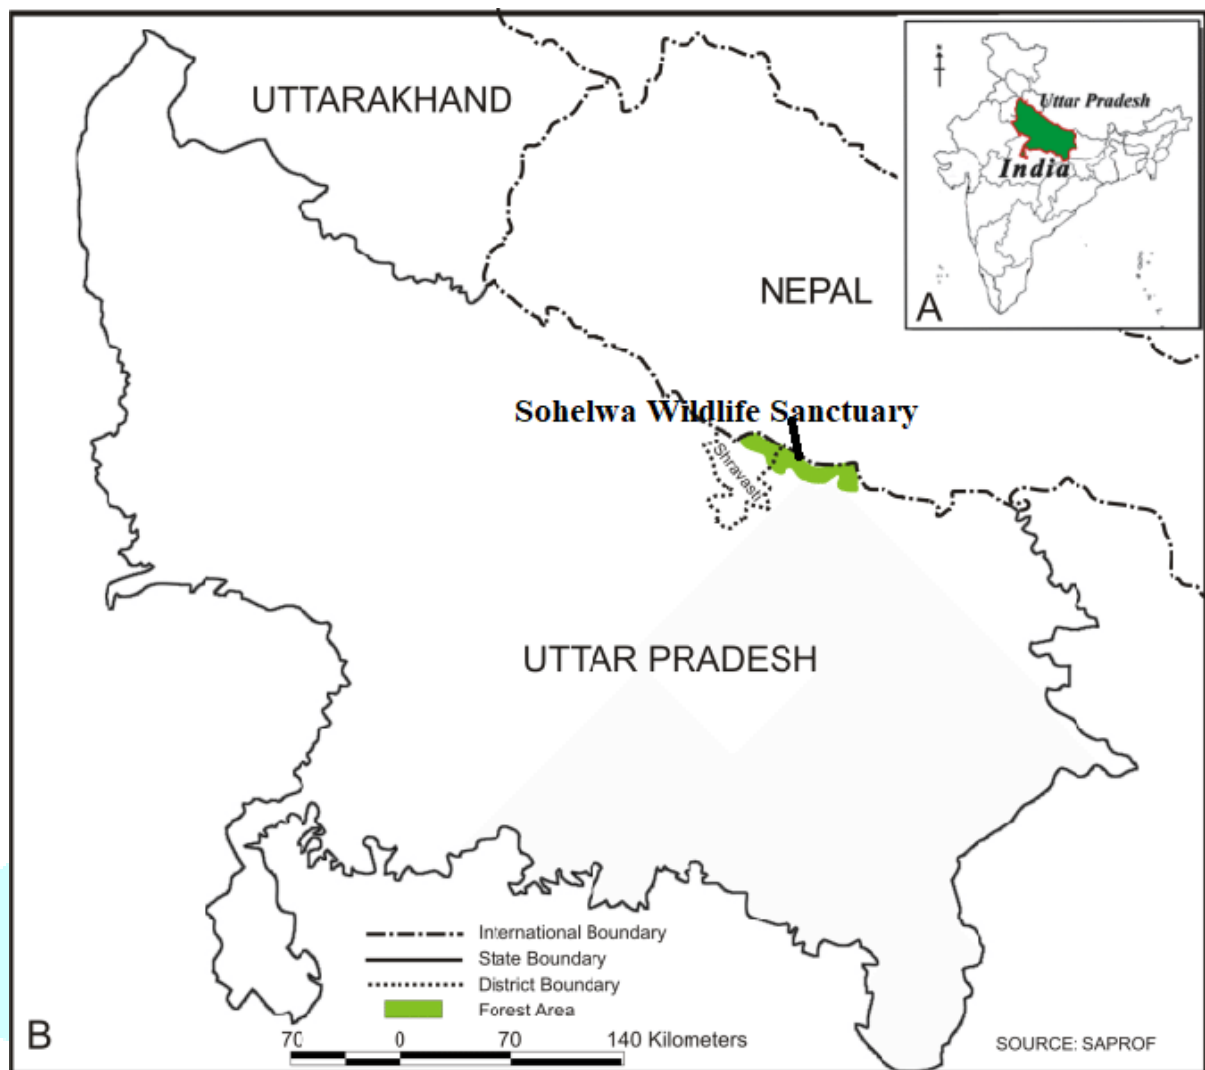 UTTARAKHAND
N
Uttar Pradesh
India
A
NEPAL
Sohelwa Wildlife Sanctuary
Shravasti
UTTAR PRADESH
International Boundary
State Boundary
District Boundary
Forest Area
B
70 0 70 140 Kilometers
SOURCE: SAPROF